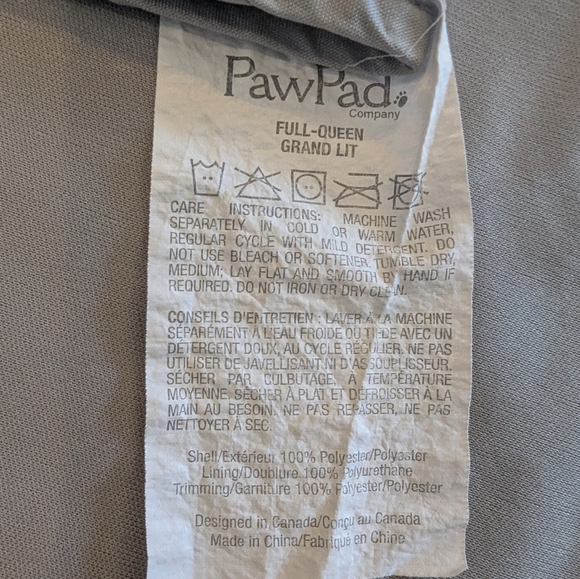 PawPad
Company
FULL-QUEEN
GRAND LIT
CARE INSTRUCTIONS: MACHINE WASH
SEPARATELY IN COLD OR WARM WATER,
REGULAR CYCLE WITH MILD DETERGENT. DO
NOT USE BLEACH OR SOFTENER. TUMBLE DRY,
MEDIUM; LAY FLAT AND SMOOTH BY HAND IF
REQUIRED. DO NOT IRON OR DRY CLEAN.
CONSEILS D'ENTRETIEN : LAVER À LA MACHINE
SÉPARÉMENT À L'EAU FROIDE OU TIÈDE AVEC UN
DÉTERGENT DOUX, AU CYCLE RÉGULIER. NE PAS
UTILISER DE JAVELLISANT NI D'ASSOUPLISSEUR.
SÉCHER PAR CULBUTAGE, À TEMPÉRATURE
MOYENNE. SÉCHER À PLAT ET DÉFROISSER À LA
MAIN AU BESOIN. NE PAS REPASSER, NE PAS
NETTOYER À SEC.
Shell/Extérieur 100% Polyester/Polyester
Lining/Doublure 100% Polyurethane
Trimming/Garniture 100% Polyester/Polyester
Designed in Canada/Conçu au Canada
Made in China/Fabriqué en Chine